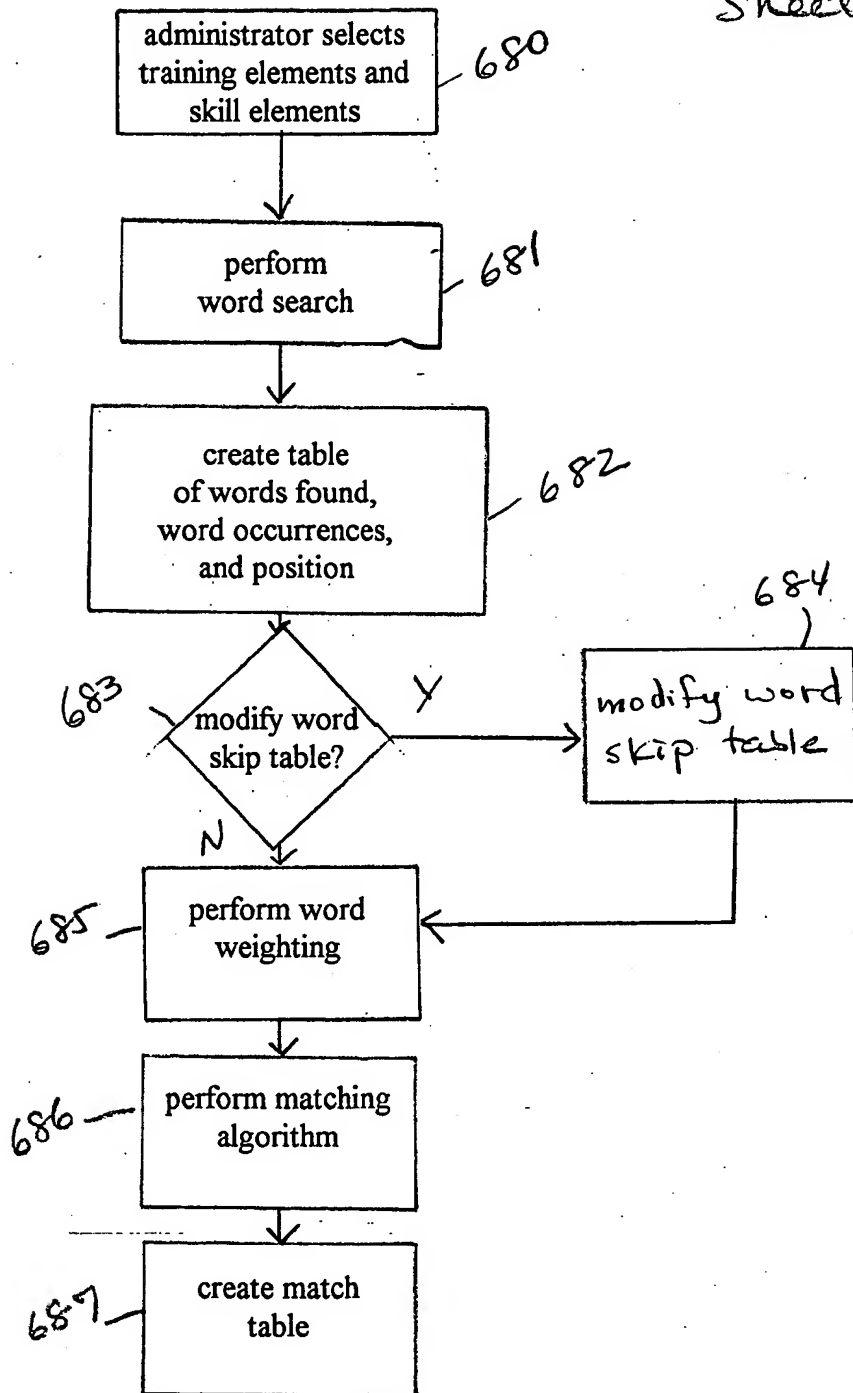 Sheet
administrator selects
training elements and
skill elements
680
perform
word search
681
create table
of words found,
word occurrences,
and position
682
683
modify word
skip table?
Y
684
modify word
skip table
N
685
perform word
weighting
686
perform matching
algorithm
687
create match
table